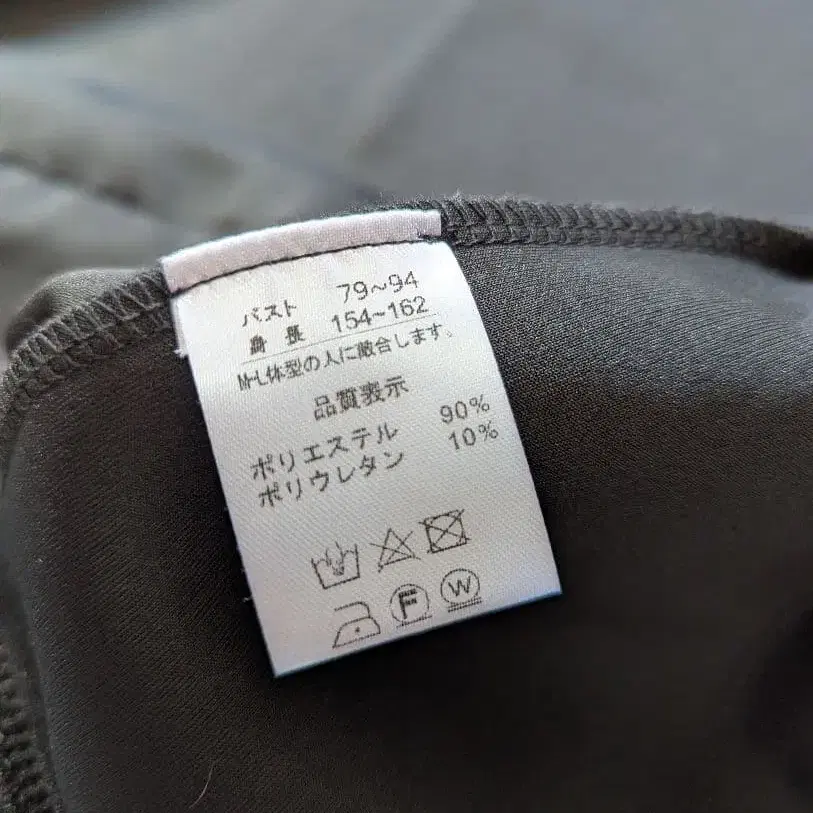 バスト 79~94
身長 154~162
M-L体型の人に敵合します。
品質表示
ポリエステル 90%
ポリウレタン 10%
F W